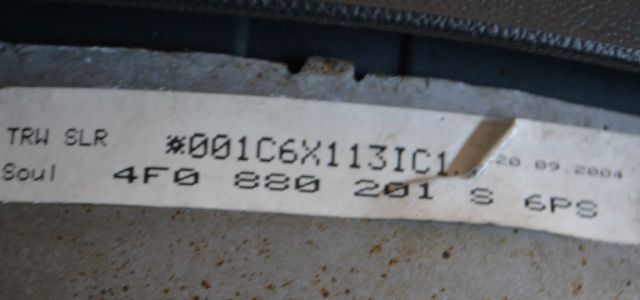 TRW SLR *001C6X113IC1 20.09.2004
Soul 4F0 880 201 S 6PS